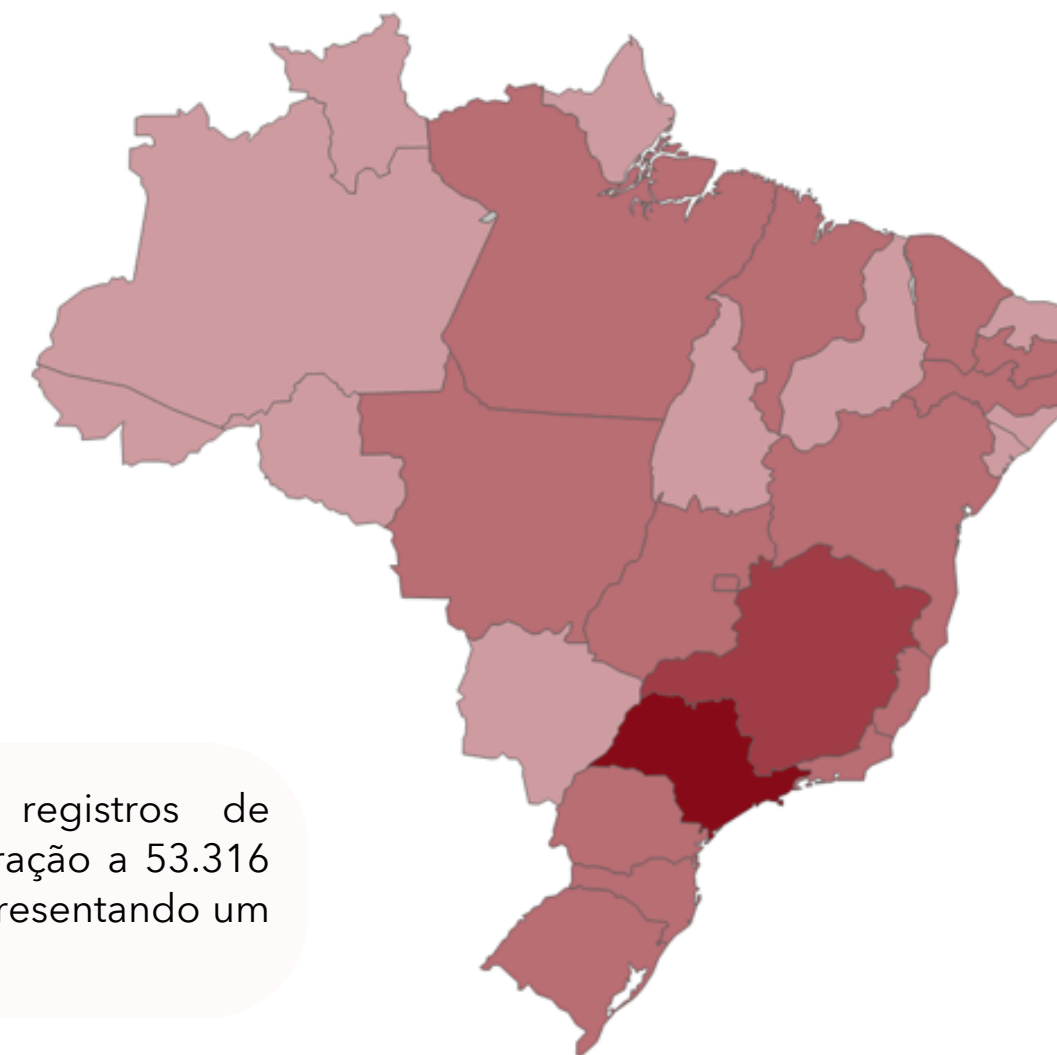 registros de
ração a 53.316
resentando um